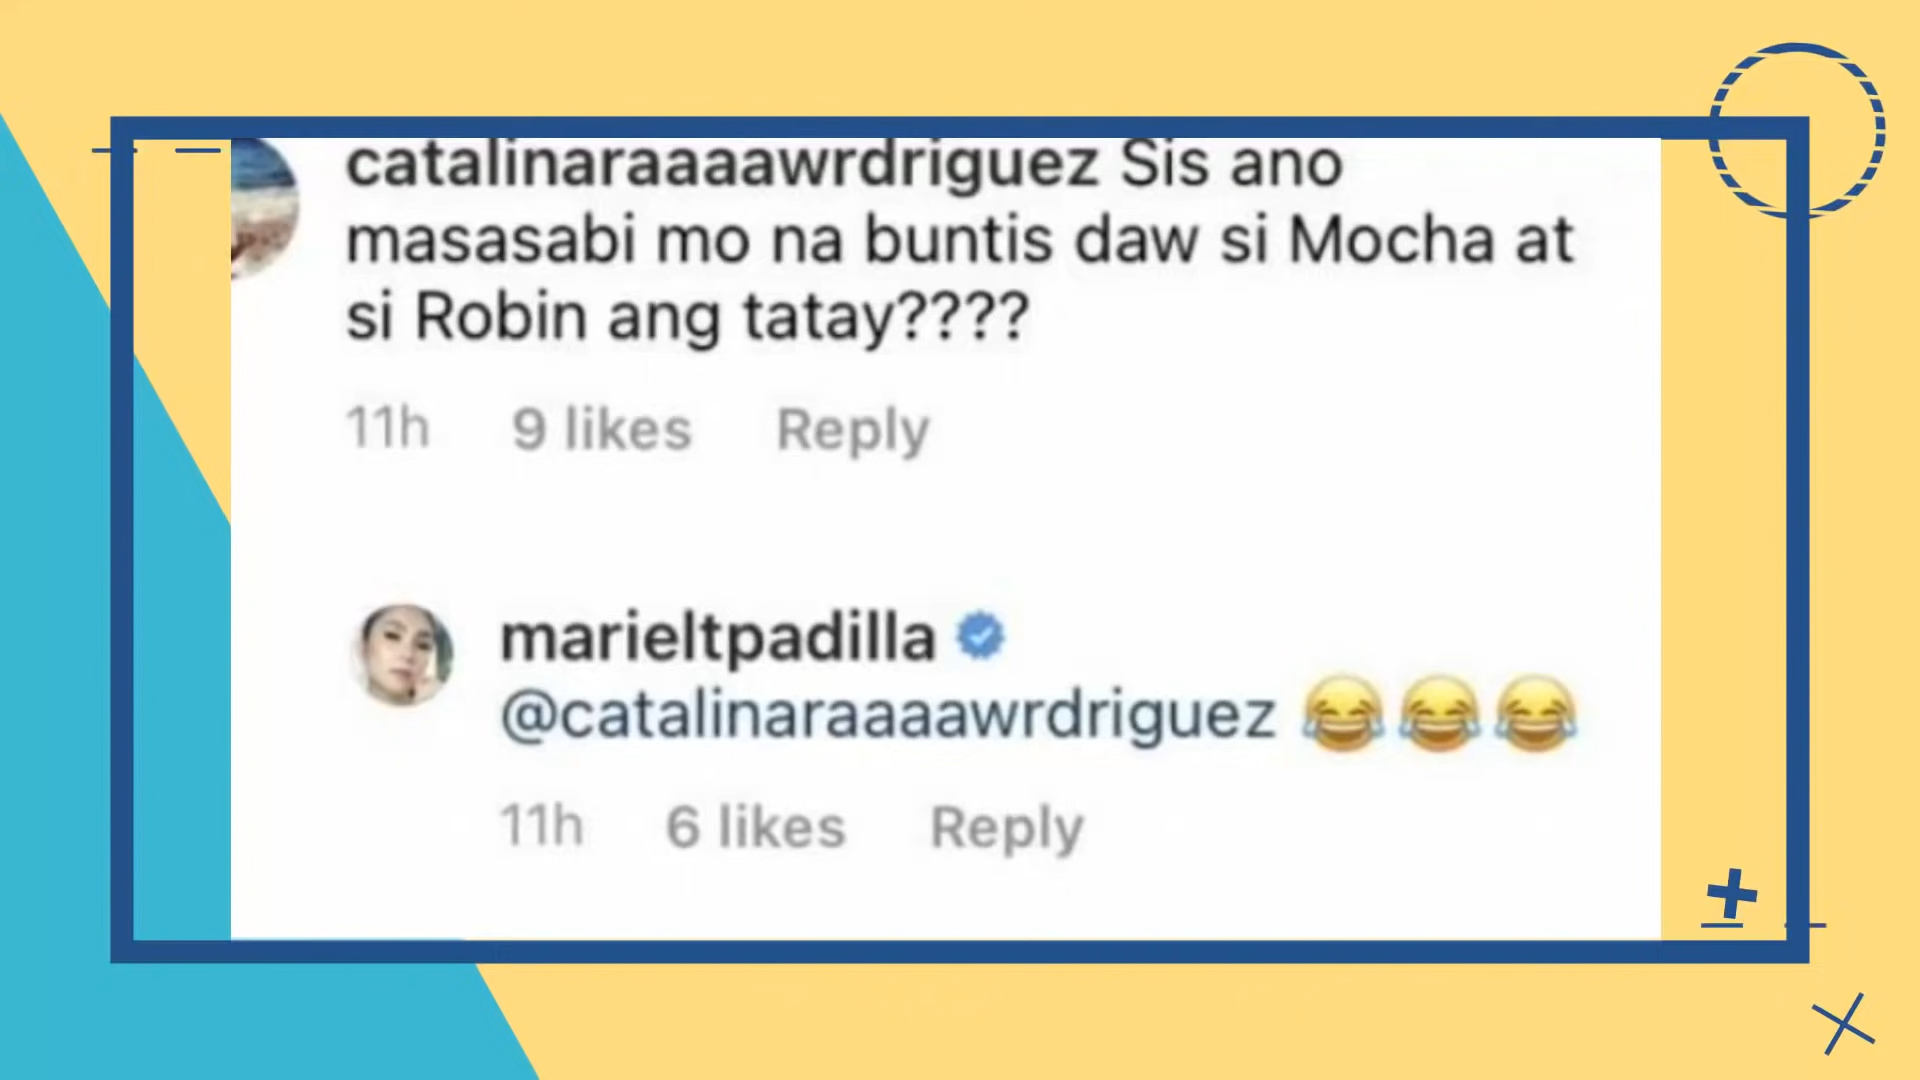 catalinaraaaawrdriguez Sis ano
masasabi mo na buntis daw si Mocha at
si Robin ang tatay????
11h 9 likes Reply
marieltpadilla
@catalinaraaaawrdriguez 😂😂😂
11h 6 likes Reply